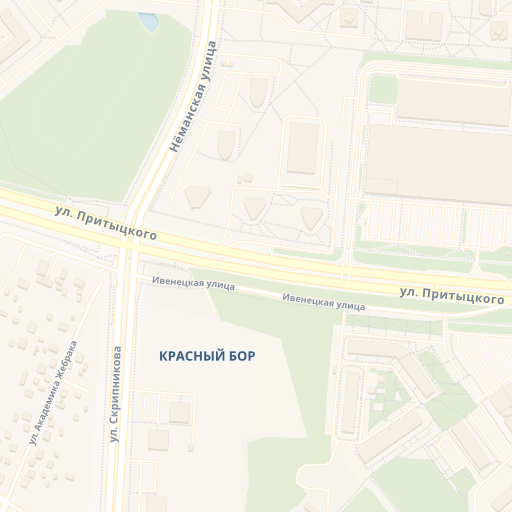 Нёманская улица
ул. Притыцкого
Ивенецкая улица
Ивенецкая улица
ул. Притыцкого
КРАСНЫЙ БОР
ул. Скрипникова
ул. Академика Жебрака